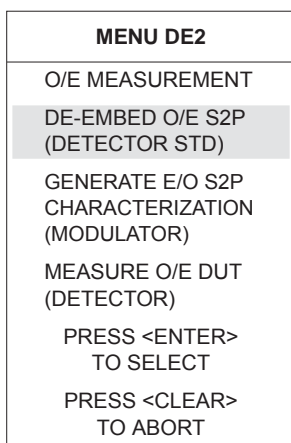 MENU DE2
O/E MEASUREMENT
DE-EMBED O/E S2P
(DETECTOR STD)
GENERATE E/O S2P
CHARACTERIZATION
(MODULATOR)
MEASURE O/E DUT
(DETECTOR)
PRESS <ENTER>
TO SELECT
PRESS <CLEAR>
TO ABORT